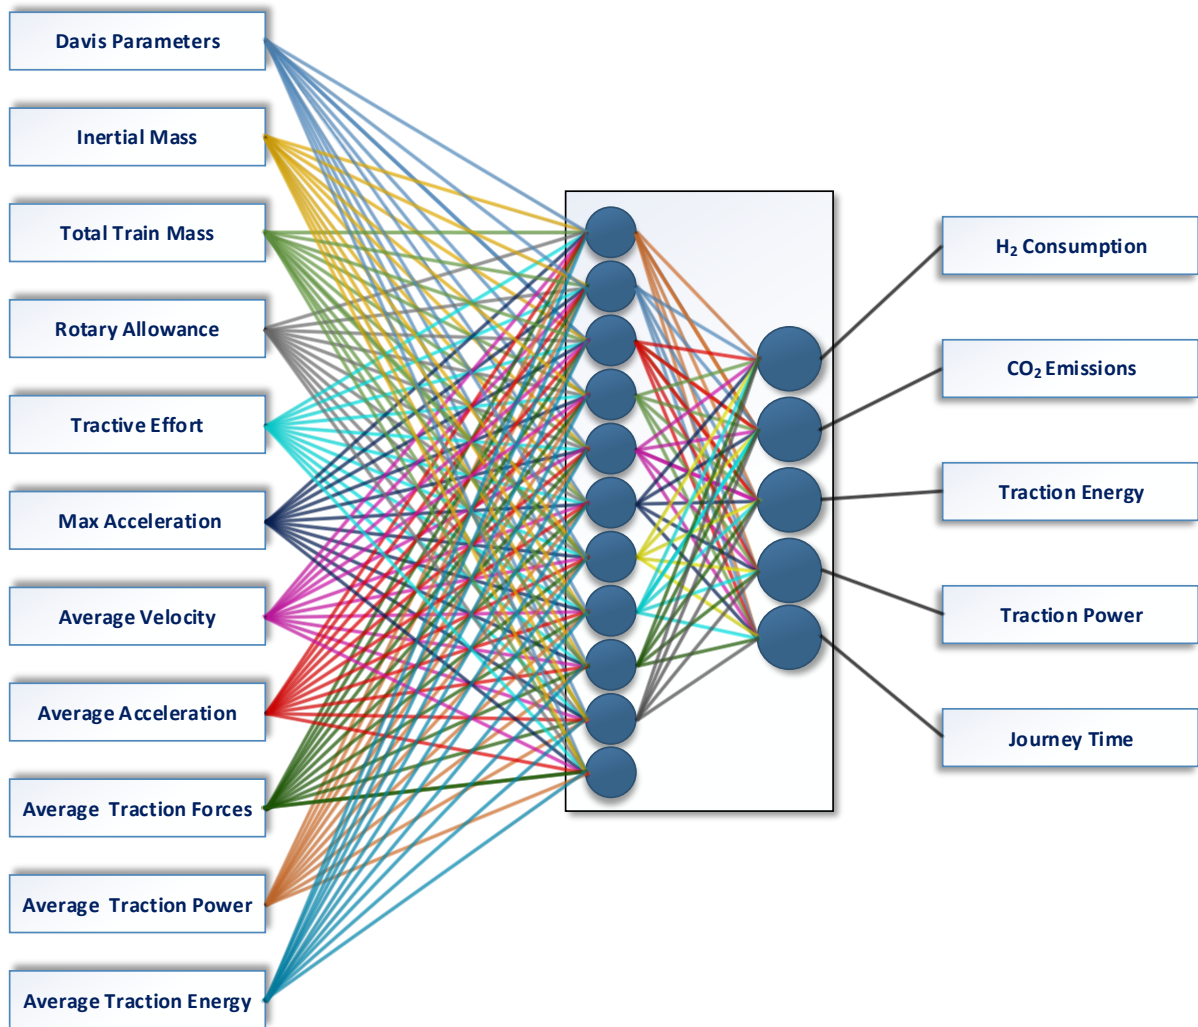 Davis Parameters
Inertial Mass
Total Train Mass
Rotary Allowance
Tractive Effort
Max Acceleration
Average Velocity
Average Acceleration
Average Traction Forces
Average Traction Power
Average Traction Energy
H₂ Consumption
CO₂ Emissions
Traction Energy
Traction Power
Journey Time